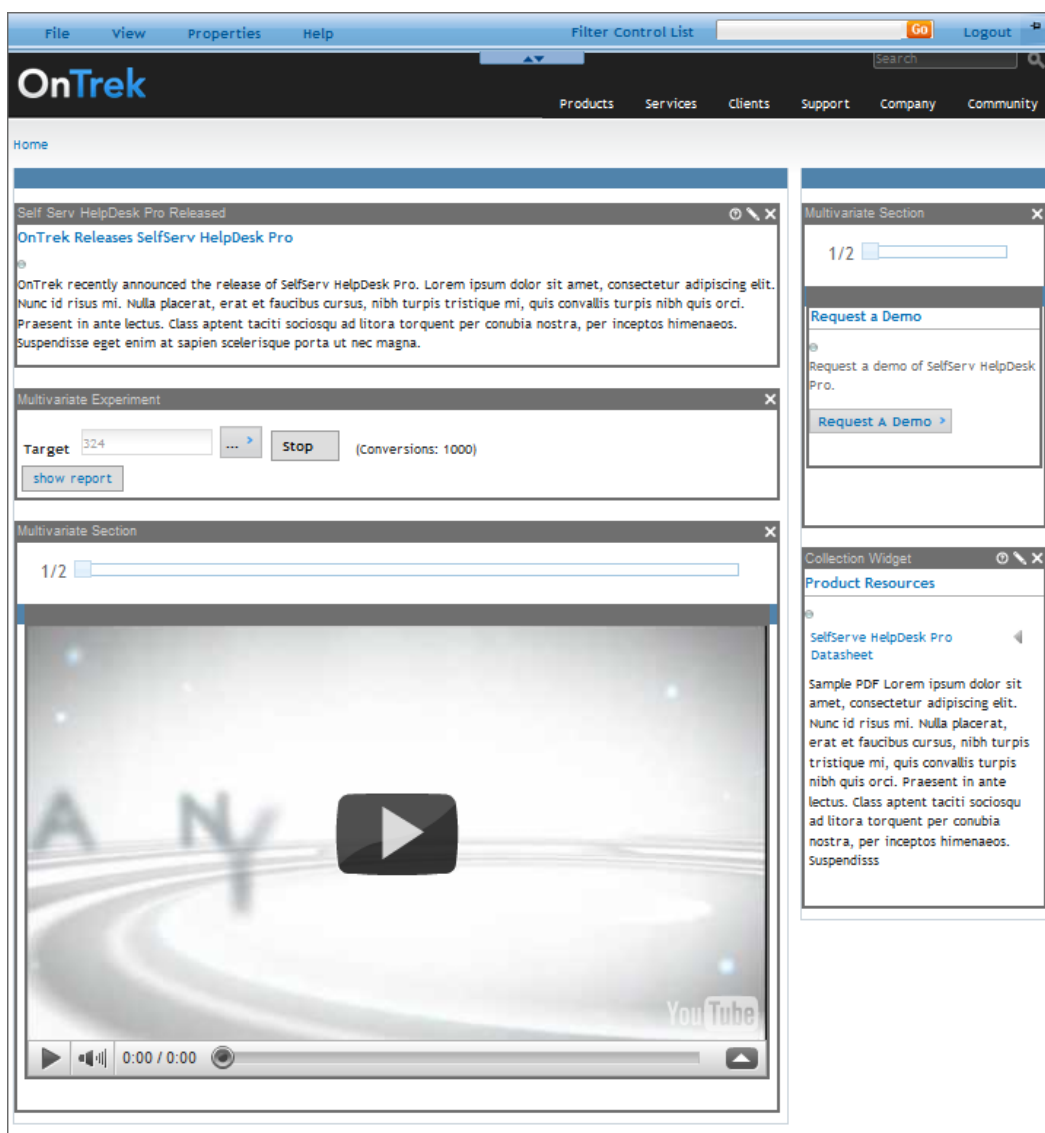 File View Properties Help Filter Control List Go Logout
OnTrek
Search
Products Services Clients Support Company Community
Home
Self Serv HelpDesk Pro Released
OnTrek Releases SelfServ HelpDesk Pro
OnTrek recently announced the release of SelfServ HelpDesk Pro. Lorem ipsum dolor sit amet, consectetur adipiscing elit.
Nunc id risus mi. Nulla placerat, erat et faucibus cursus, nibh turpis tristique mi, quis convallis turpis nibh quis orci.
Praesent in ante lectus. Class aptent taciti sociosqu ad litora torquent per conubia nostra, per inceptos himenaeos.
Suspendisse eget enim at sapien scelerisque porta ut nec magna.
Multivariate Experiment
Target 324 ... > Stop (Conversions: 1000)
show report
Multivariate Section
1/2
A NY
YouTube
0:00 / 0:00
Multivariate Section
1/2
Request a Demo
Request a demo of SelfServ HelpDesk
Pro.
Request A Demo >
Collection Widget
Product Resources
SelfServe HelpDesk Pro
Datasheet
Sample PDF Lorem ipsum dolor sit
amet, consectetur adipiscing elit.
Nunc id risus mi. Nulla placerat,
erat et faucibus cursus, nibh turpis
tristique mi, quis convallis turpis
nibh quis orci. Praesent in ante
lectus. Class aptent taciti sociosqu
ad litora torquent per conubia
nostra, per inceptos himenaeos.
Suspendisss